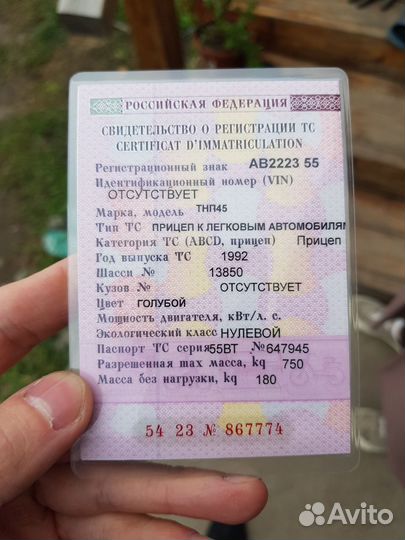 РОССИЙСКАЯ ФЕДЕРАЦИЯ
СВИДЕТЕЛЬСТВО О РЕГИСТРАЦИИ ТС
CERTIFICAT D'IMMATRICULATION
Регистрационный знак АВ2223 55
Идентификационный номер (VIN)
ОТСУТСТВУЕТ
Марка, модель ТНП45
Тип ТС ПРИЦЕП К ЛЕГКОВЫМ АВТОМОБИЛЯМ
Категория ТС (ABCD, прицеп) Прицеп
Год выпуска ТС 1992
Шасси № 13850
Кузов № ОТСУТСТВУЕТ
Цвет ГОЛУБОЙ
Мощность двигателя, кВт/л. с.
Экологический класс НУЛЕВОЙ
Паспорт ТС серия 55ВТ № 647945
Разрешенная max масса, kg 750
Масса без нагрузки, kg 180
54 23 № 867774
Avito